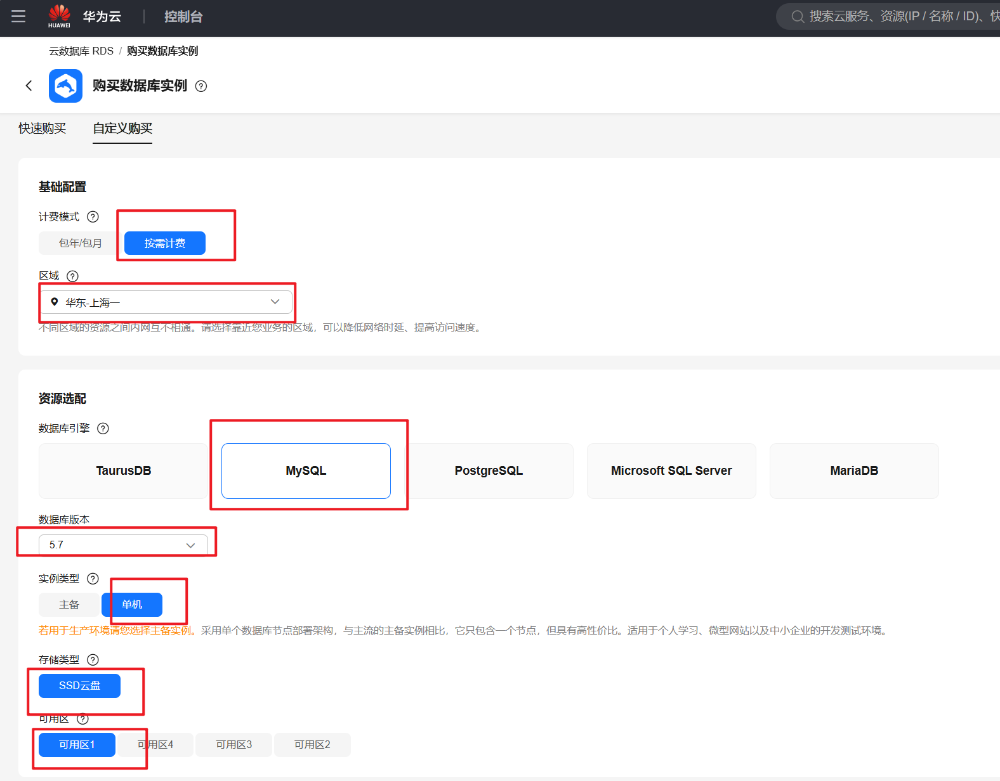 HUAWEI 华为云 | 控制台 搜索云服务、资源(IP / 名称 / ID)、快
云数据库 RDS / 购买数据库实例
购买数据库实例
快速购买 自定义购买
基础配置
计费模式
包年/包月 按需计费
区域
华东-上海一
不同区域的资源之间内网互不相通。请选择靠近您业务的区域，可以降低网络时延、提高访问速度。
资源选配
数据库引擎
TaurusDB MySQL PostgreSQL Microsoft SQL Server MariaDB
数据库版本
5.7
实例类型
主备 单机
若用于生产环境请您选择主备实例。采用单个数据库节点部署架构，与主流的主备实例相比，它只包含一个节点，但具有高性价比。适用于个人学习、微型网站以及中小企业的开发测试环境。
存储类型
SSD云盘
可用区
可用区1 可用区4 可用区3 可用区2